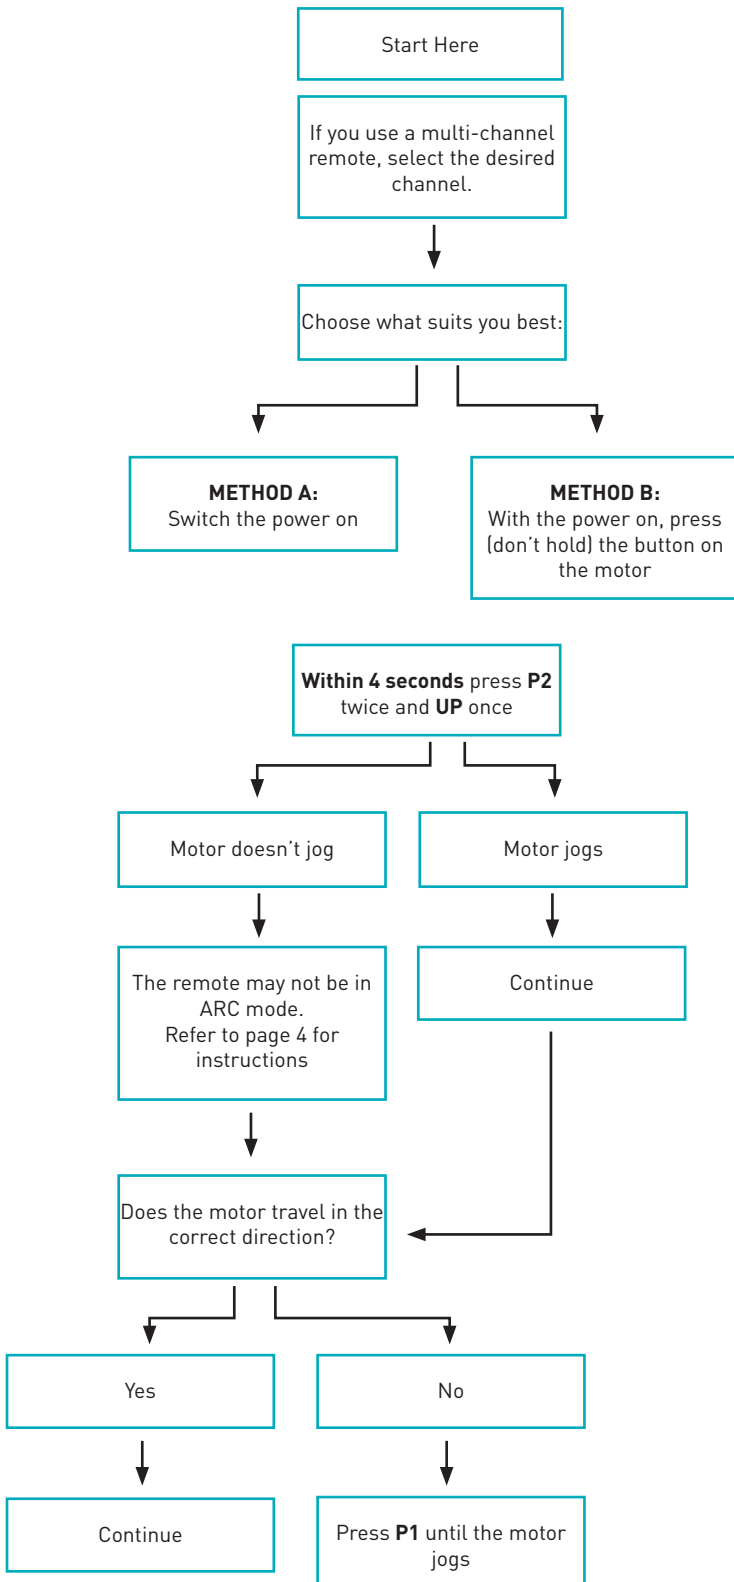 Start Here
If you use a multi-channel
remote, select the desired
channel.
Choose what suits you best:
METHOD A:
Switch the power on
METHOD B:
With the power on, press
(don't hold) the button on
the motor
Within 4 seconds press P2
twice and UP once
Motor doesn't jog
Motor jogs
The remote may not be in
ARC mode.
Refer to page 4 for
instructions
Continue
Does the motor travel in the
correct direction?
Yes
No
Continue
Press P1 until the motor
jogs